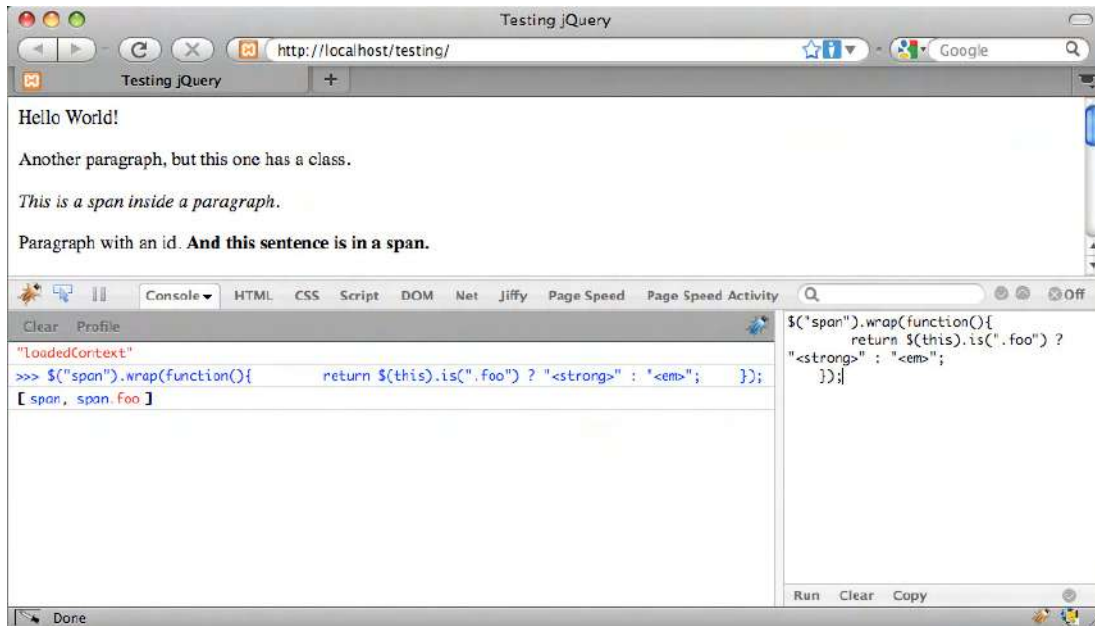 Testing jQuery
http://localhost/testing/
Google
Testing jQuery
+
Hello World!
Another paragraph, but this one has a class.
This is a span inside a paragraph.
Paragraph with an id. And this sentence is in a span.
Console HTML CSS Script DOM Net Jiffy Page Speed Page Speed Activity Off
Clear Profile
"loadedContext"
>>> $("span").wrap(function(){ return $(this).is(".foo") ? "<strong>" : "<em>"; });
[ span, span.foo ]
$("span").wrap(function(){
return $(this).is(".foo") ?
"<strong>" : "<em>";
});
Run Clear Copy
Done